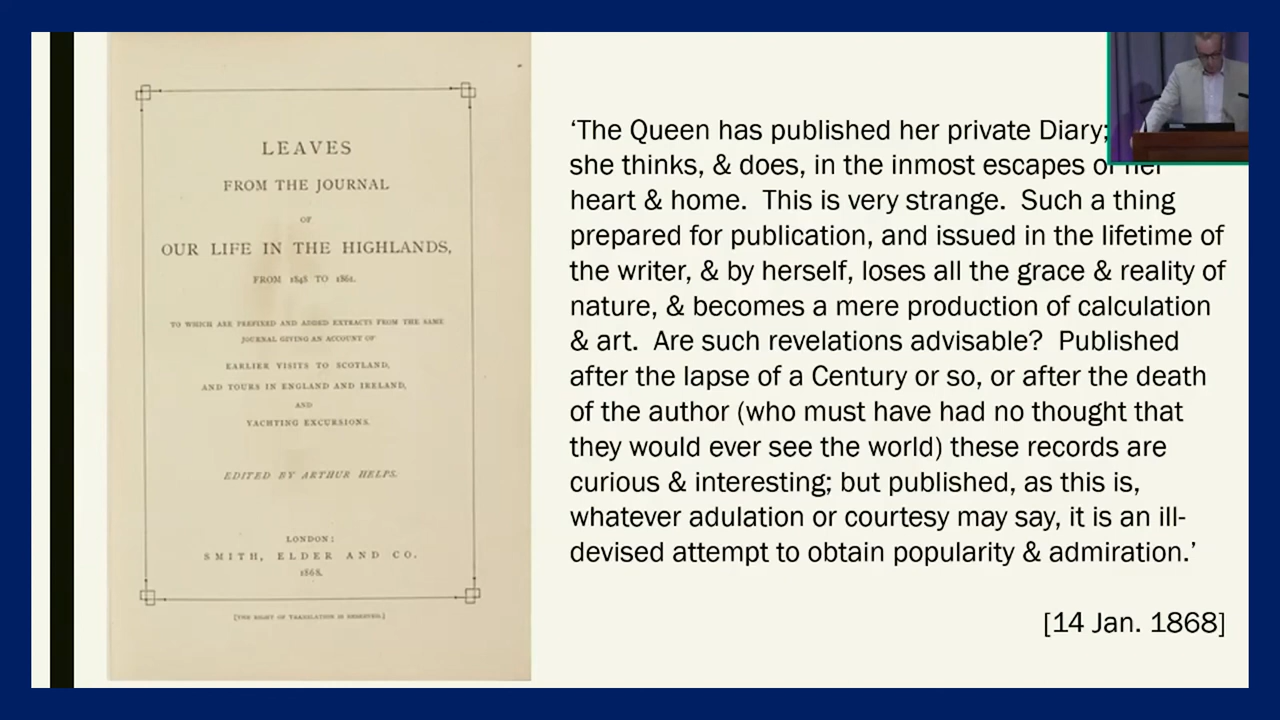 LEAVES
FROM THE JOURNAL
OF
OUR LIFE IN THE HIGHLANDS,
FROM 1848 TO 1861.
TO WHICH ARE PREFIXED AND ADDED EXTRACTS FROM THE SAME
JOURNAL GIVING AN ACCOUNT OF
EARLIER VISITS TO SCOTLAND,
AND TOURS IN ENGLAND AND IRELAND,
AND
YACHTING EXCURSIONS.
EDITED BY ARTHUR HELPS.
LONDON:
SMITH, ELDER AND CO.
1868.
[THE RIGHT OF TRANSLATION IS RESERVED.]
‘The Queen has published her private Diary;
she thinks, & does, in the inmost escapes of her
heart & home.  This is very strange.  Such a thing
prepared for publication, and issued in the lifetime of
the writer, & by herself, loses all the grace & reality of
nature, & becomes a mere production of calculation
& art.  Are such revelations advisable?  Published
after the lapse of a Century or so, or after the death
of the author (who must have had no thought that
they would ever see the world) these records are
curious & interesting; but published, as this is,
whatever adulation or courtesy may say, it is an ill-
devised attempt to obtain popularity & admiration.’
[14 Jan. 1868]